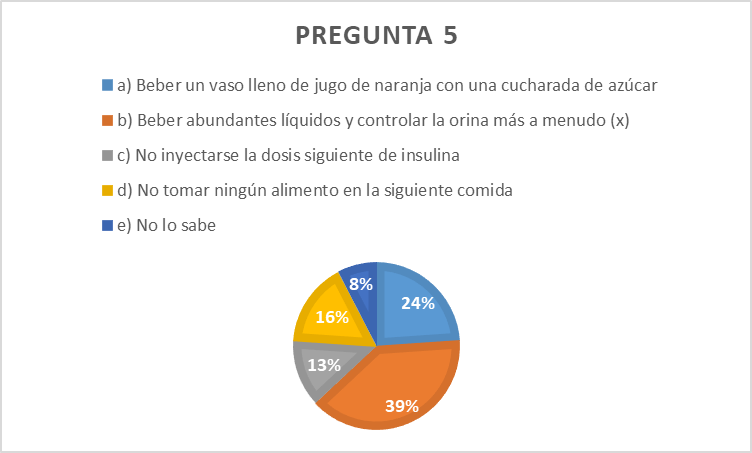 PREGUNTA 5
a) Beber un vaso lleno de jugo de naranja con una cucharada de azúcar
b) Beber abundantes líquidos y controlar la orina más a menudo (x)
c) No inyectarse la dosis siguiente de insulina
d) No tomar ningún alimento en la siguiente comida
e) No lo sabe
8%
24%
16%
13%
39%